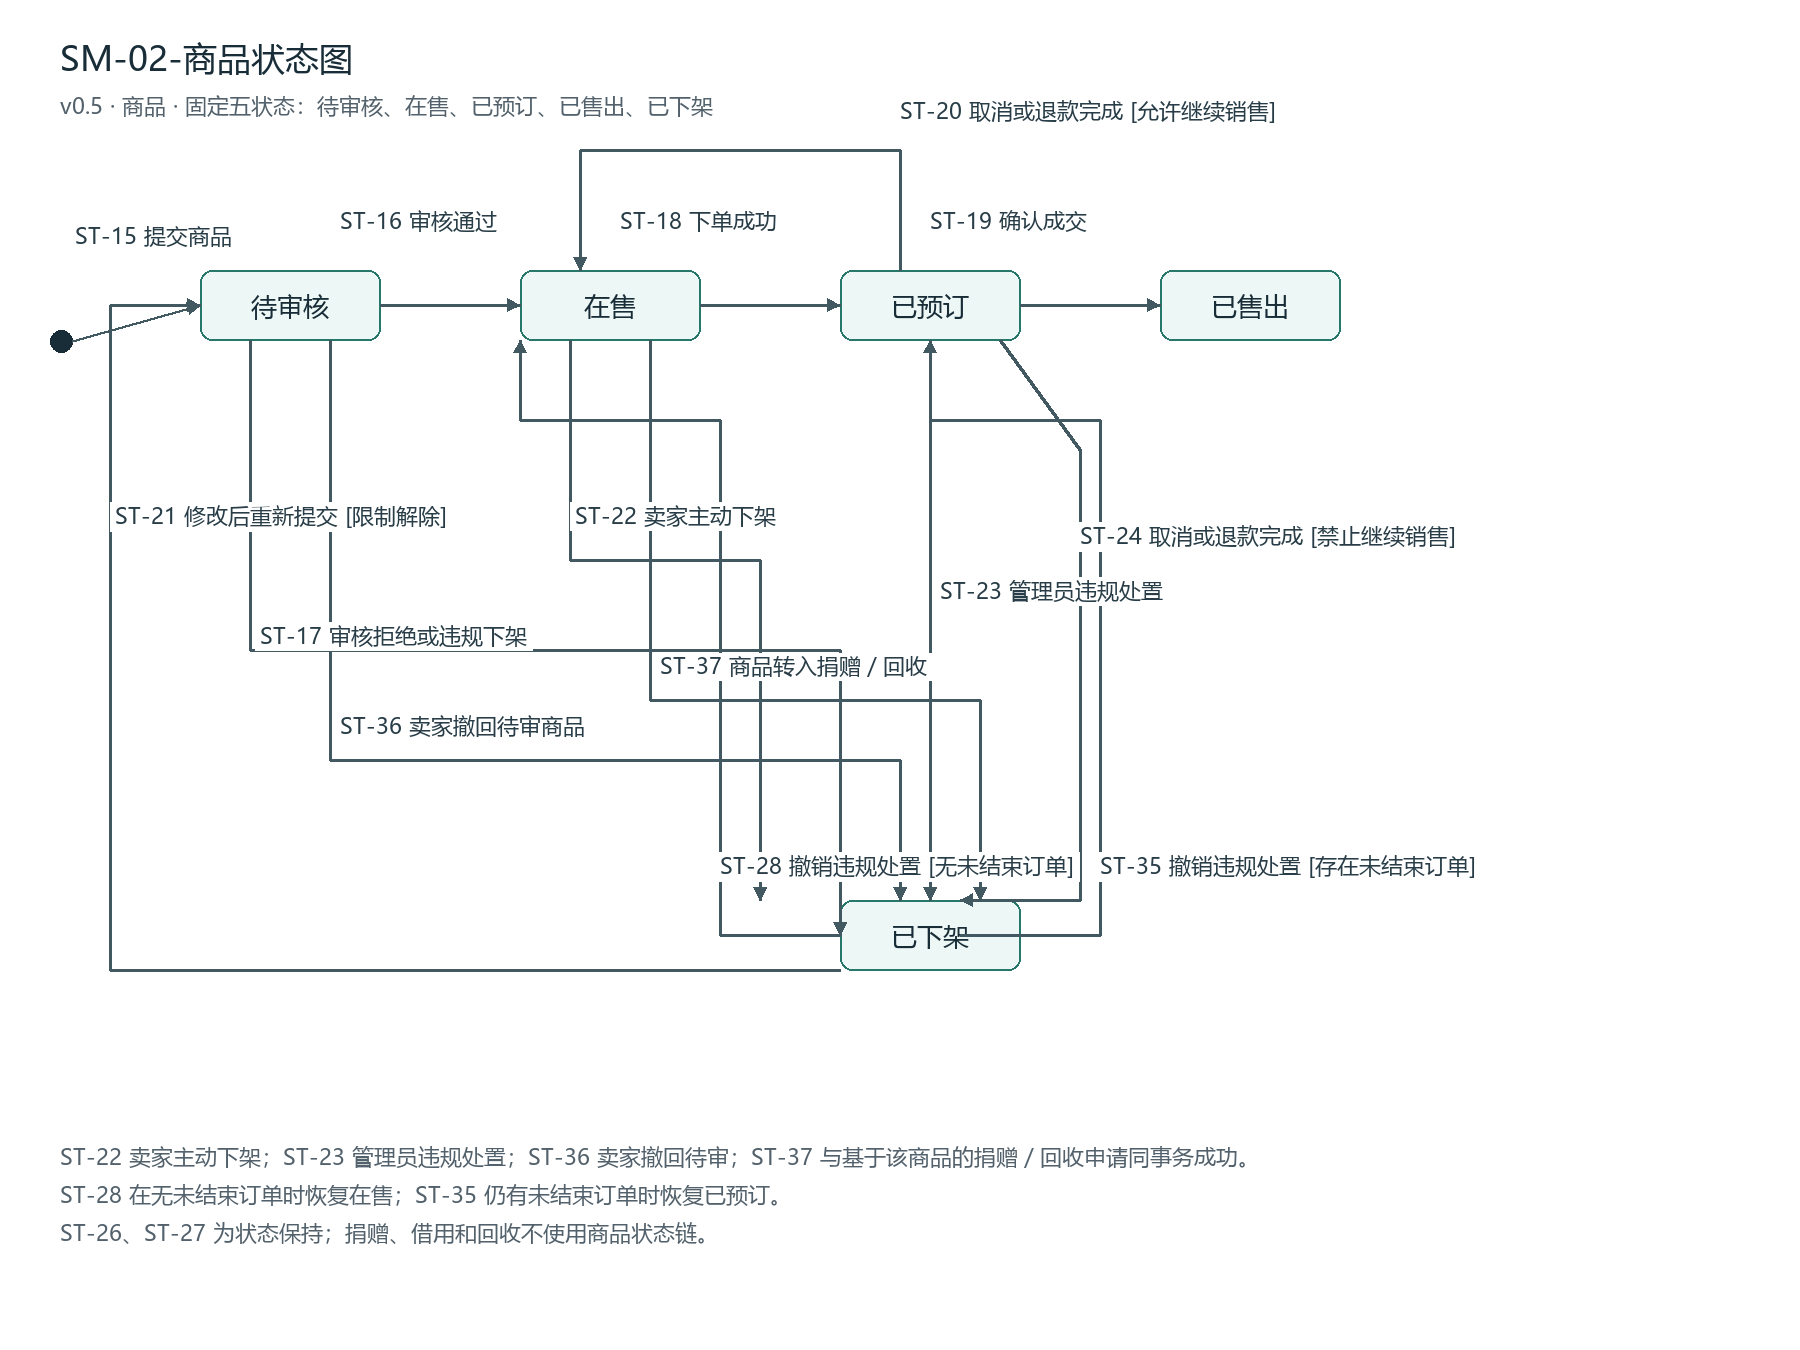 SM-02-商品状态图
v0.5 · 商品 · 固定五状态：待审核、在售、已预订、已售出、已下架
ST-20 取消或退款完成 [允许继续销售]
ST-15 提交商品
ST-16 审核通过
ST-18 下单成功
ST-19 确认成交
待审核
在售
已预订
已售出
ST-21 修改后重新提交 [限制解除]
ST-22 卖家主动下架
ST-24 取消或退款完成 [禁止继续销售]
ST-23 管理员违规处置
ST-17 审核拒绝或违规下架
ST-37 商品转入捐赠 / 回收
ST-36 卖家撤回待审商品
ST-28 撤销违规处置 [无未结束订单]
ST-35 撤销违规处置 [存在未结束订单]
已下架
ST-22 卖家主动下架；ST-23 管理员违规处置；ST-36 卖家撤回待审；ST-37 与基于该商品的捐赠 / 回收申请同事务成功。
ST-28 在无未结束订单时恢复在售；ST-35 仍有未结束订单时恢复已预订。
ST-26、ST-27 为状态保持；捐赠、借用和回收不使用商品状态链。